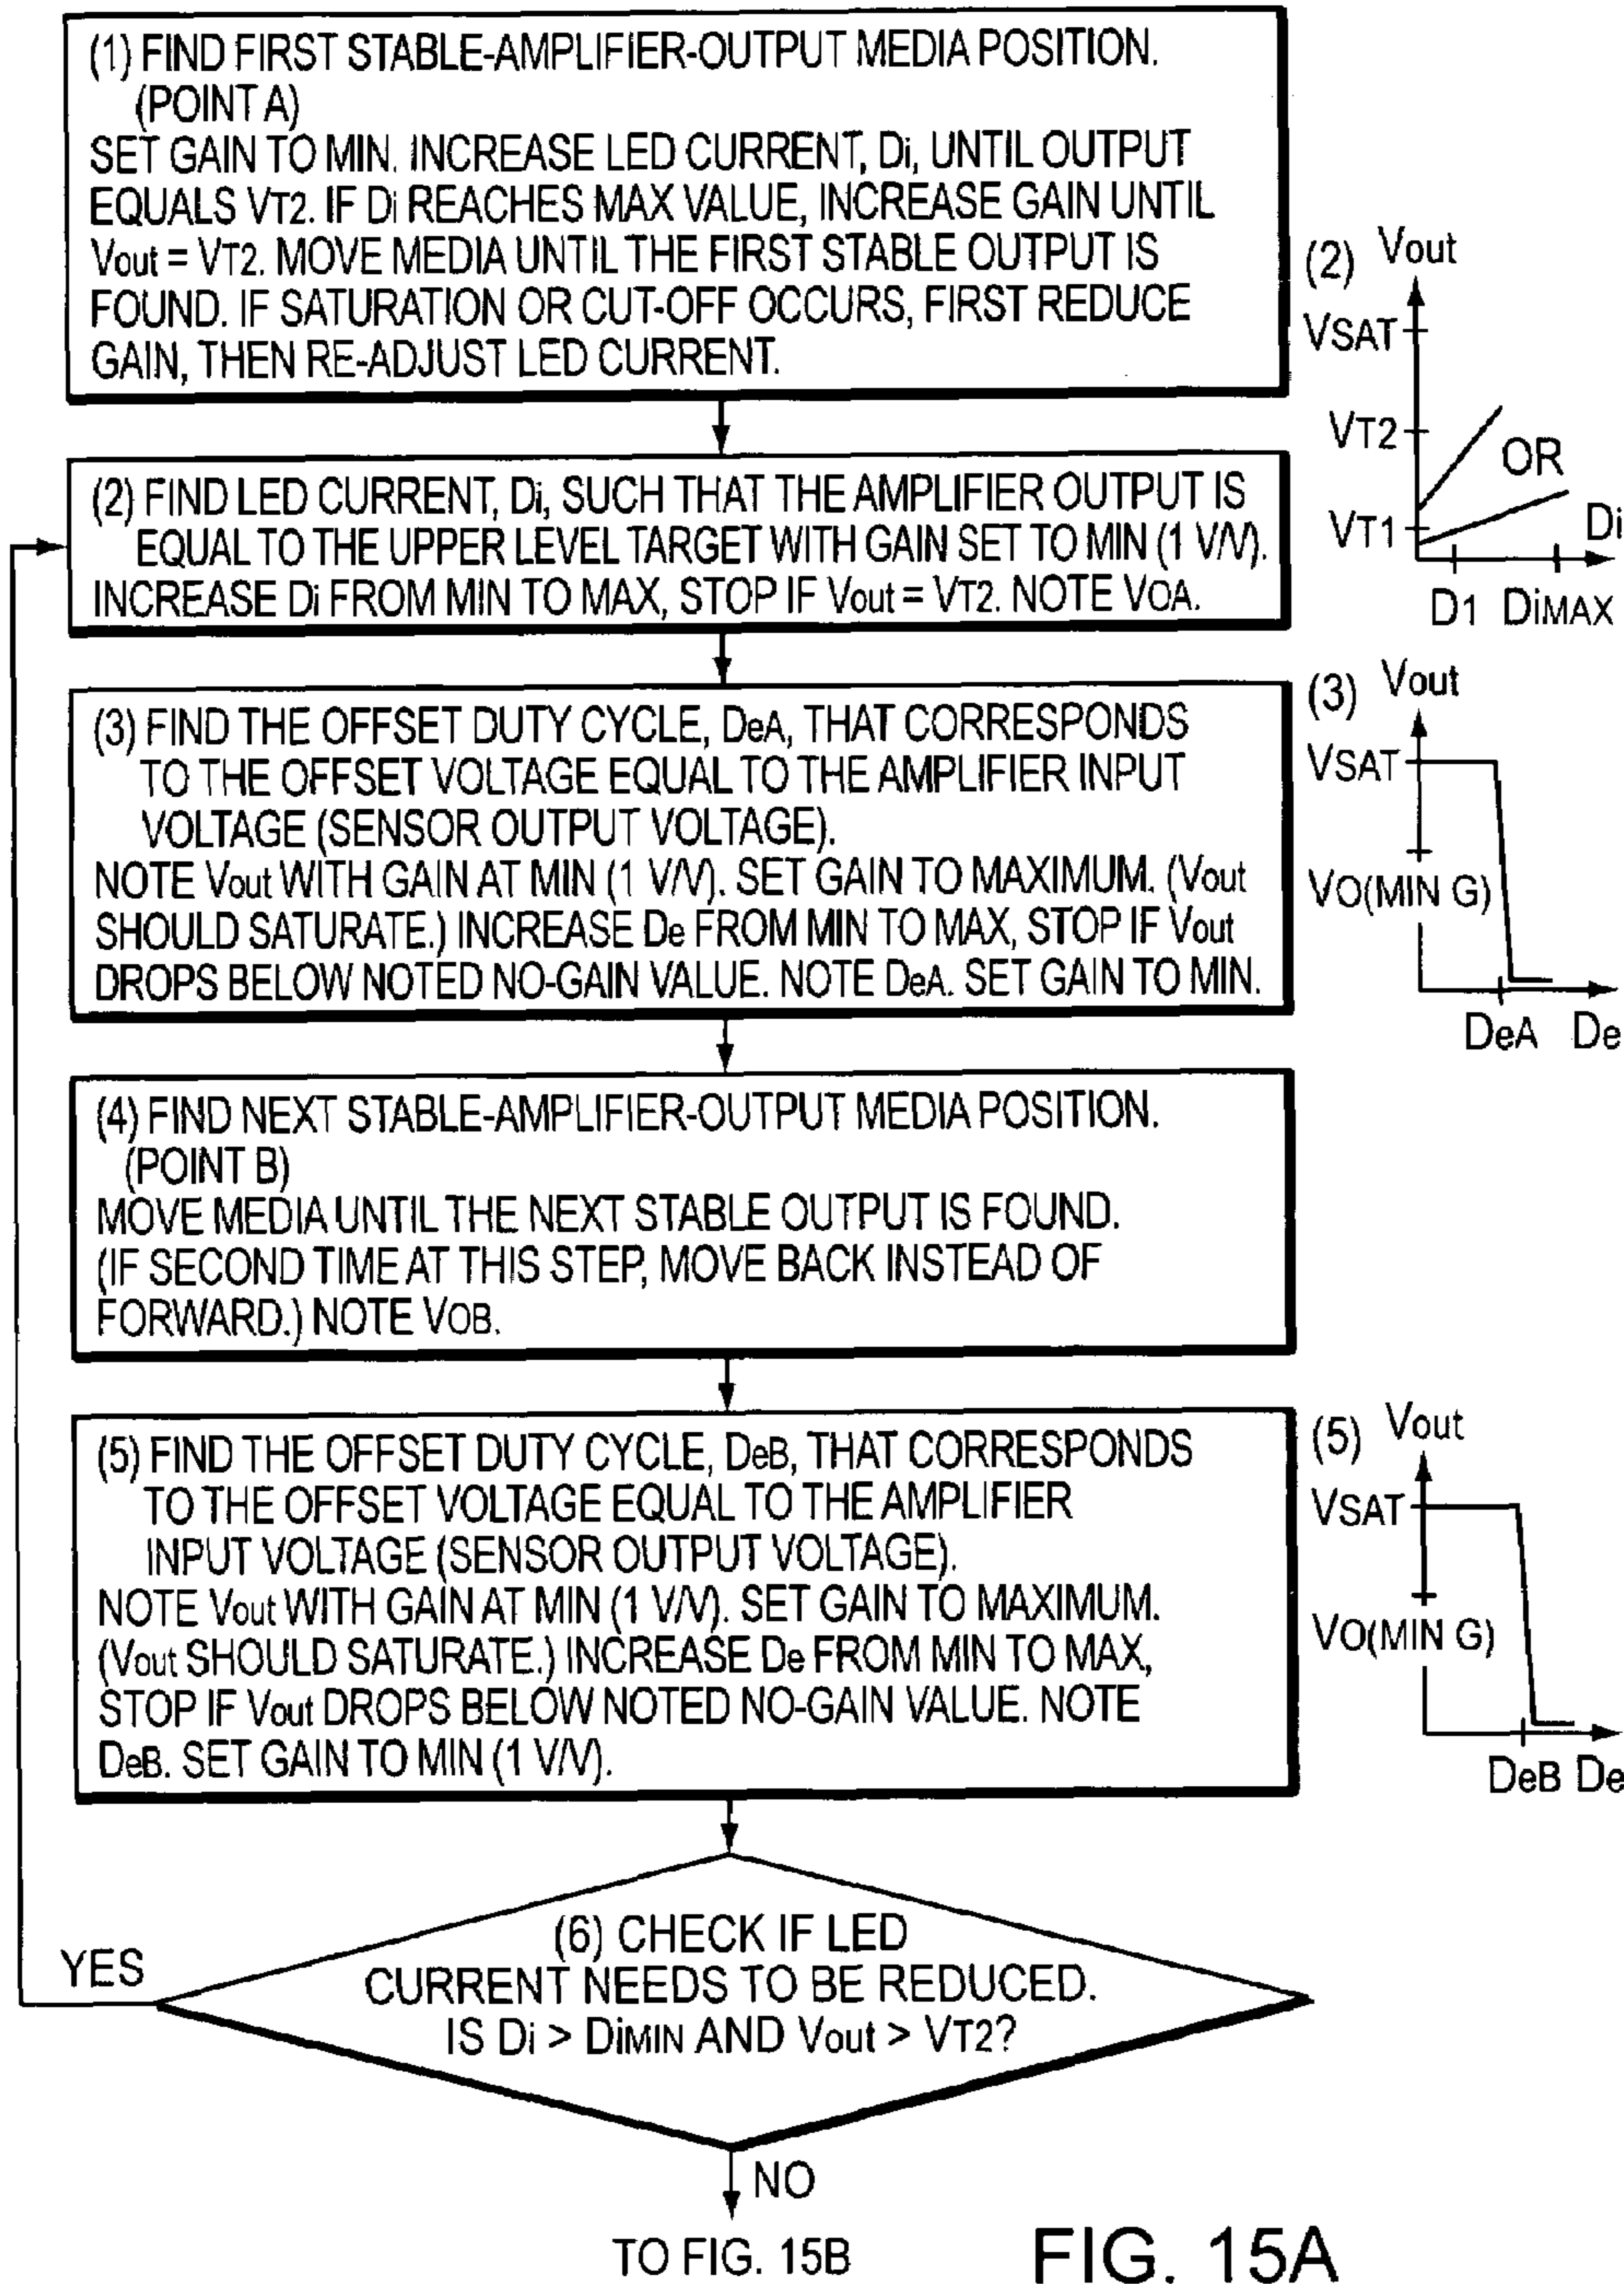 (1) FIND FIRST STABLE-AMPLIFIER-OUTPUT MEDIA POSITION.
(POINT A)
SET GAIN TO MIN. INCREASE LED CURRENT, Di, UNTIL OUTPUT
EQUALS VT2. IF Di REACHES MAX VALUE, INCREASE GAIN UNTIL
Vout = VT2. MOVE MEDIA UNTIL THE FIRST STABLE OUTPUT IS
FOUND. IF SATURATION OR CUT-OFF OCCURS, FIRST REDUCE
GAIN, THEN RE-ADJUST LED CURRENT.
(2) FIND LED CURRENT, Di, SUCH THAT THE AMPLIFIER OUTPUT IS
EQUAL TO THE UPPER LEVEL TARGET WITH GAIN SET TO MIN (1 V/V).
INCREASE Di FROM MIN TO MAX, STOP IF Vout = VT2. NOTE VOA.
(2) Vout
VSAT
VT2
OR
VT1
Di
D1 DiMAX
(3) FIND THE OFFSET DUTY CYCLE, DeA, THAT CORRESPONDS
TO THE OFFSET VOLTAGE EQUAL TO THE AMPLIFIER INPUT
VOLTAGE (SENSOR OUTPUT VOLTAGE).
NOTE Vout WITH GAIN AT MIN (1 V/V). SET GAIN TO MAXIMUM. (Vout
SHOULD SATURATE.) INCREASE De FROM MIN TO MAX, STOP IF Vout
DROPS BELOW NOTED NO-GAIN VALUE. NOTE DeA. SET GAIN TO MIN.
(3) Vout
VSAT
VO(MIN G)
DeA De
(4) FIND NEXT STABLE-AMPLIFIER-OUTPUT MEDIA POSITION.
(POINT B)
MOVE MEDIA UNTIL THE NEXT STABLE OUTPUT IS FOUND.
(IF SECOND TIME AT THIS STEP, MOVE BACK INSTEAD OF
FORWARD.) NOTE VOB.
(5) FIND THE OFFSET DUTY CYCLE, DeB, THAT CORRESPONDS
TO THE OFFSET VOLTAGE EQUAL TO THE AMPLIFIER
INPUT VOLTAGE (SENSOR OUTPUT VOLTAGE).
NOTE Vout WITH GAIN AT MIN (1 V/V). SET GAIN TO MAXIMUM.
(Vout SHOULD SATURATE.) INCREASE De FROM MIN TO MAX,
STOP IF Vout DROPS BELOW NOTED NO-GAIN VALUE. NOTE
DeB. SET GAIN TO MIN (1 V/V).
(5) Vout
VSAT
VO(MIN G)
DeB De
(6) CHECK IF LED
CURRENT NEEDS TO BE REDUCED.
IS Di > DiMIN AND Vout > VT2?
YES
NO
TO FIG. 15B
FIG. 15A